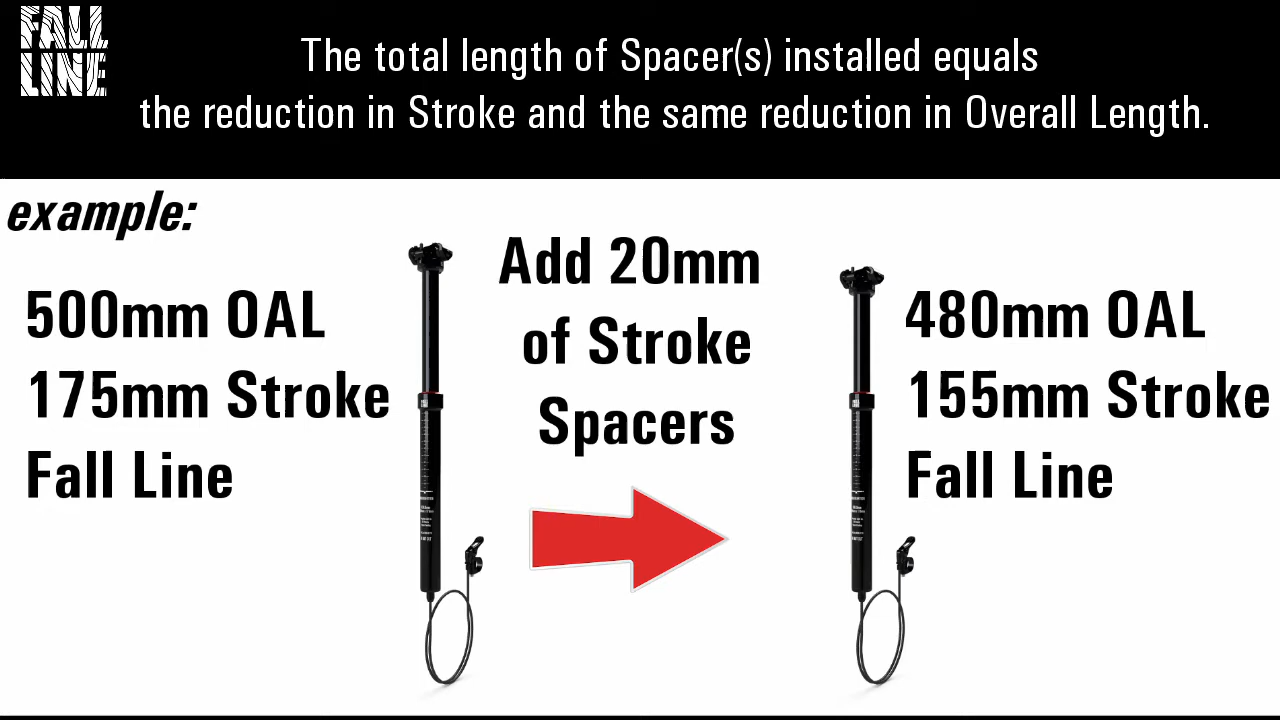 FALL
LINE
The total length of Spacer(s) installed equals
the reduction in Stroke and the same reduction in Overall Length.
example:
500mm OAL
175mm Stroke
Fall Line
Add 20mm
of Stroke
Spacers
480mm OAL
155mm Stroke
Fall Line